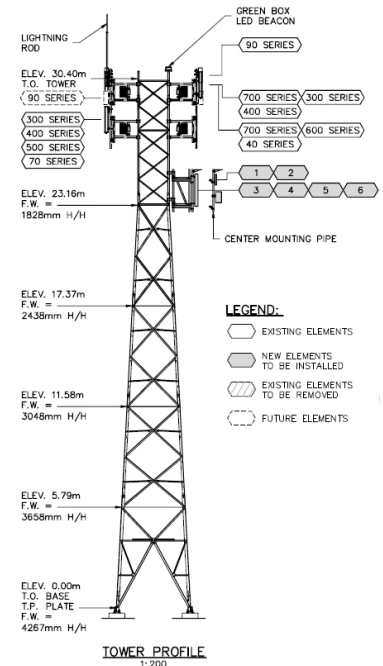 GREEN BOX
LED BEACON
LIGHTNING
ROD
90 SERIES
ELEV. 30.40m
T.O. TOWER
90 SERIES
700 SERIES 300 SERIES
400 SERIES
300 SERIES
400 SERIES
500 SERIES
70 SERIES
700 SERIES 600 SERIES
40 SERIES
1 2
3 4 5 6
ELEV. 23.16m
F.W. =
1828mm H/H
CENTER MOUNTING PIPE
ELEV. 17.37m
F.W. =
2438mm H/H
LEGEND:
EXISTING ELEMENTS
NEW ELEMENTS
TO BE INSTALLED
EXISTING ELEMENTS
TO BE REMOVED
FUTURE ELEMENTS
ELEV. 11.58m
F.W. =
3048mm H/H
ELEV. 5.79m
F.W. =
3658mm H/H
ELEV. 0.00m
T.O. BASE
T.P. PLATE
F.W. =
4267mm H/H
TOWER PROFILE
1:200